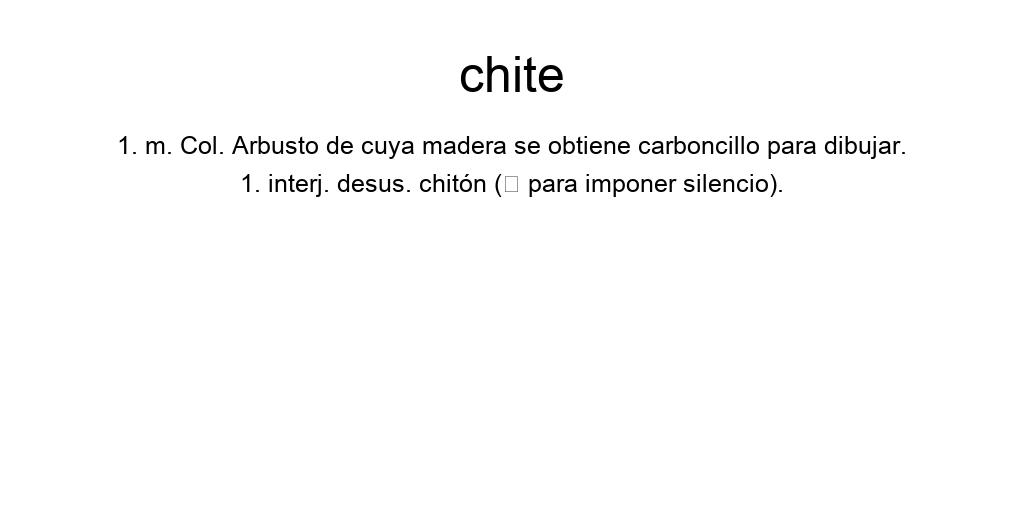 chite
1. m. Col. Arbusto de cuya madera se obtiene carboncillo para dibujar.
1. interj. desus. chitón (□ para imponer silencio).